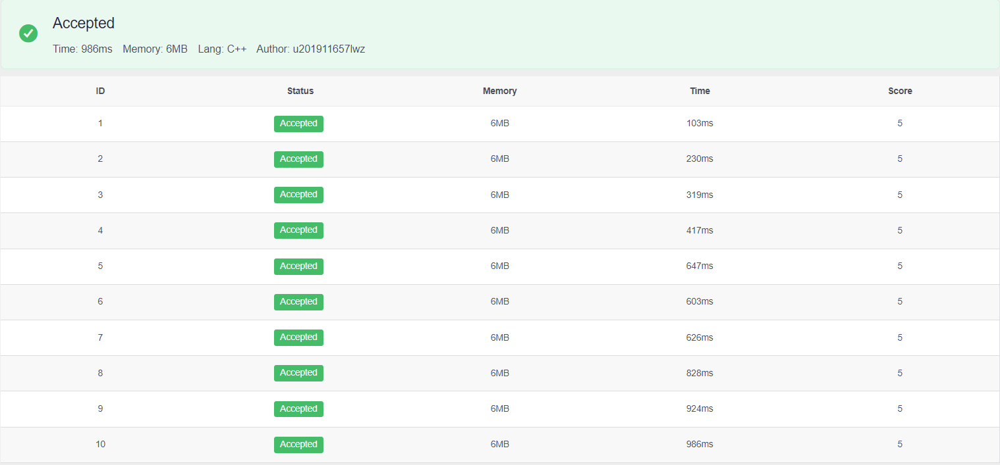 Accepted
Time: 986ms Memory: 6MB Lang: C++ Author: u201911657lwz
ID Status Memory Time Score
1 Accepted 6MB 103ms 5
2 Accepted 6MB 230ms 5
3 Accepted 6MB 319ms 5
4 Accepted 6MB 417ms 5
5 Accepted 6MB 647ms 5
6 Accepted 6MB 603ms 5
7 Accepted 6MB 626ms 5
8 Accepted 6MB 828ms 5
9 Accepted 6MB 924ms 5
10 Accepted 6MB 986ms 5